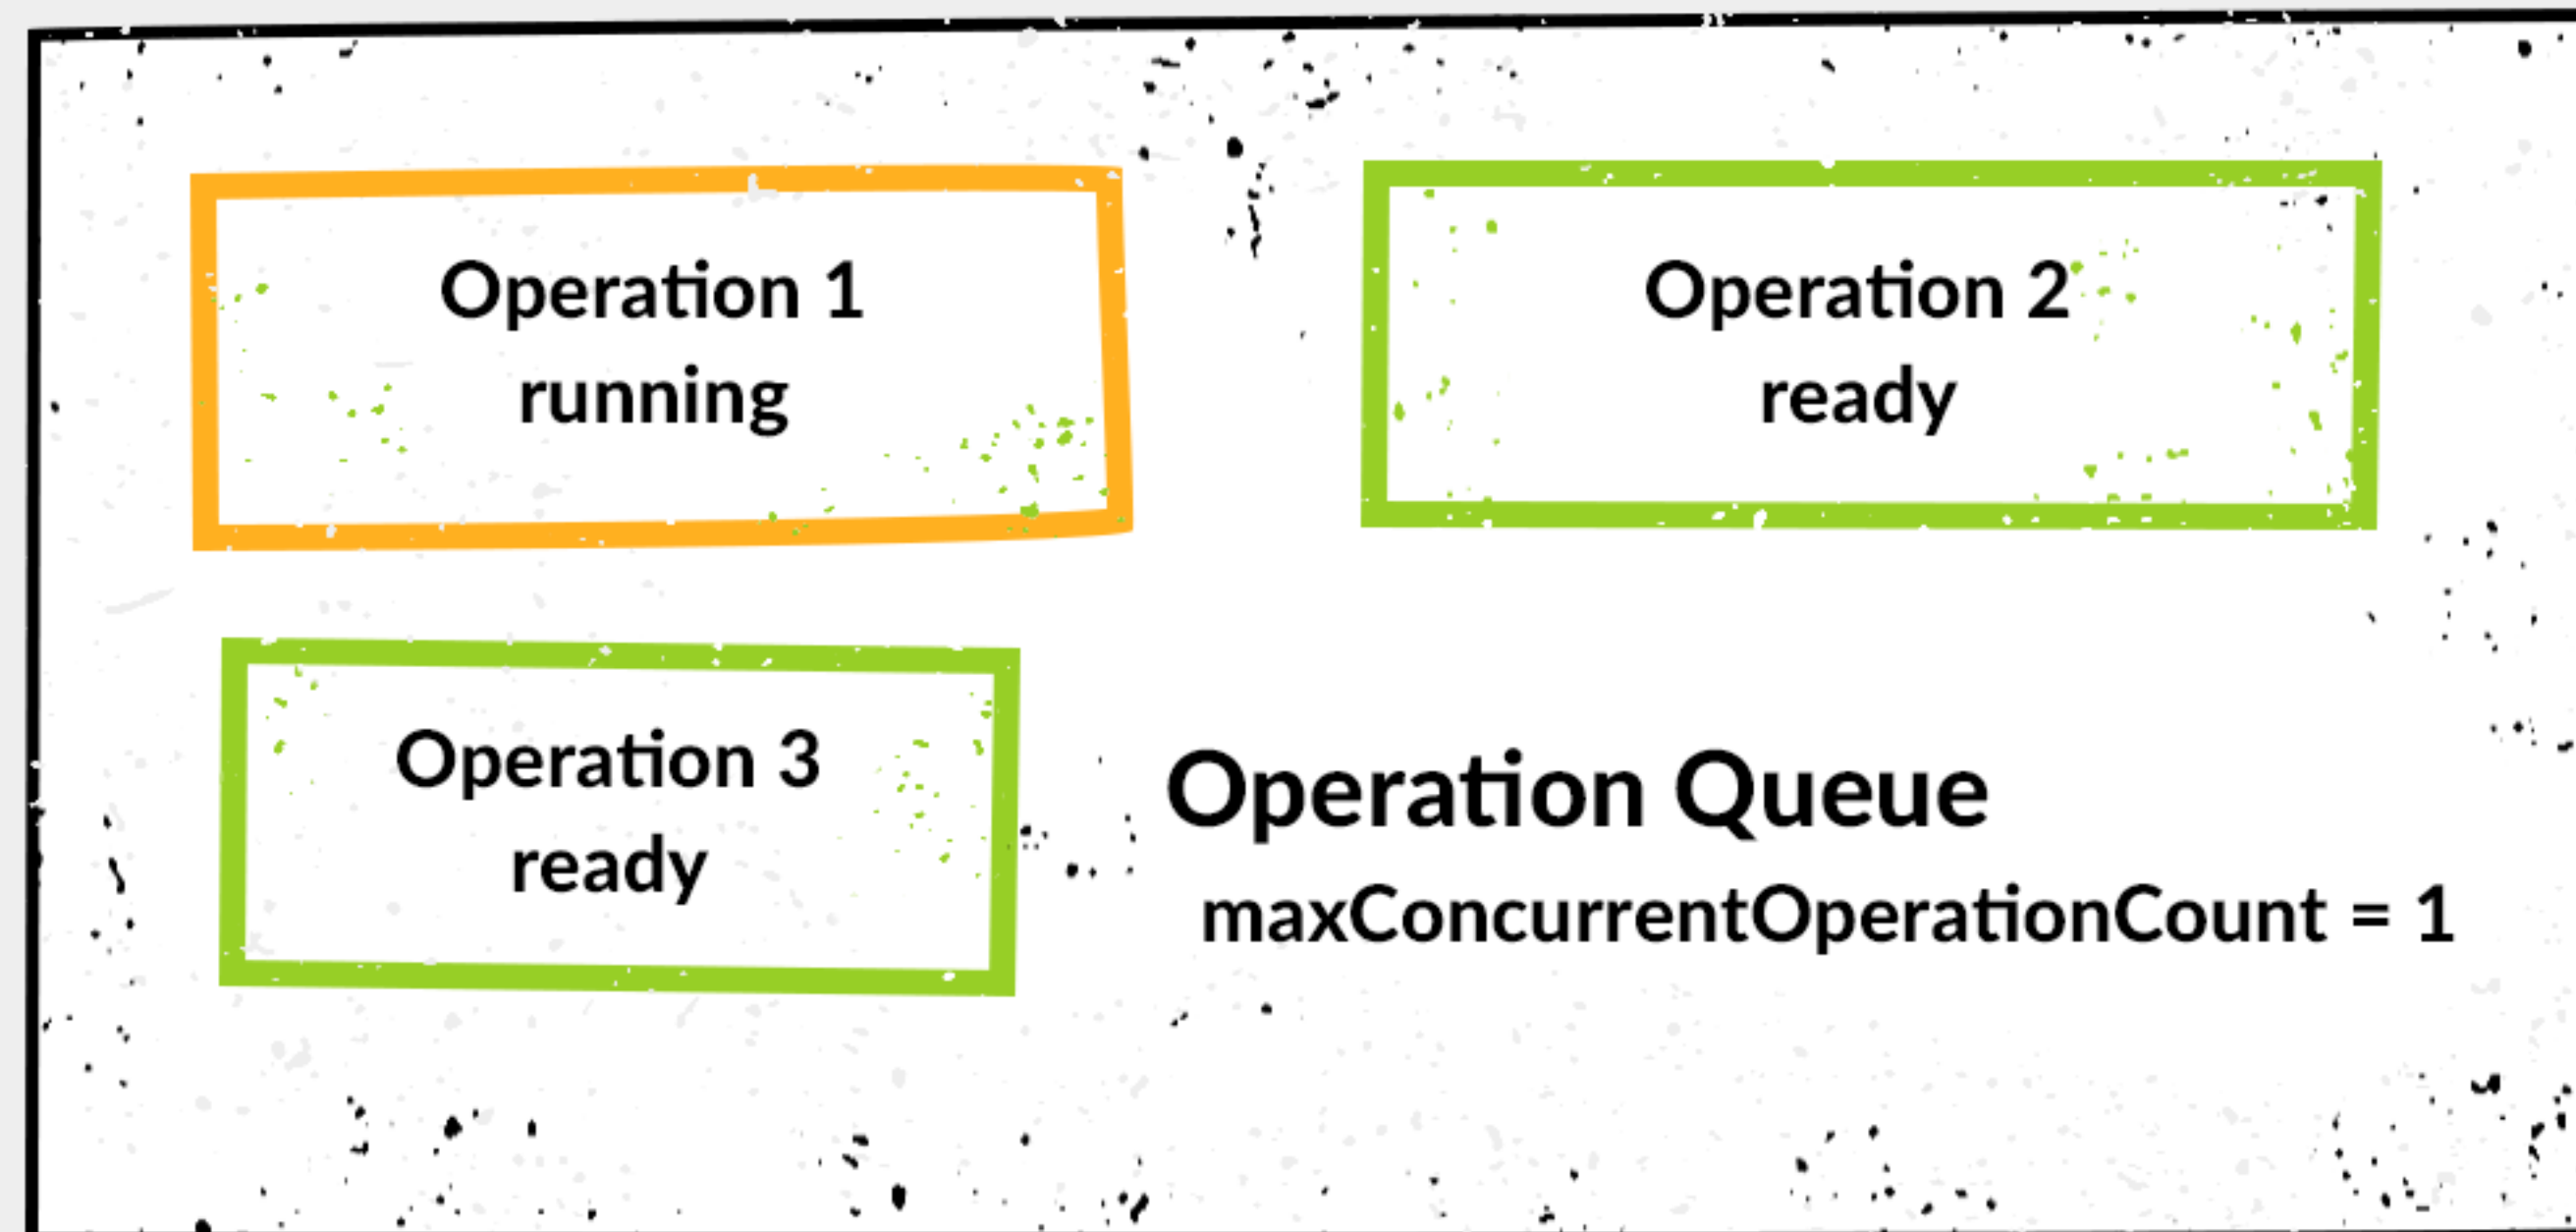 Operation 1
running
Operation 2
ready
Operation 3
ready
Operation Queue
maxConcurrentOperationCount = 1